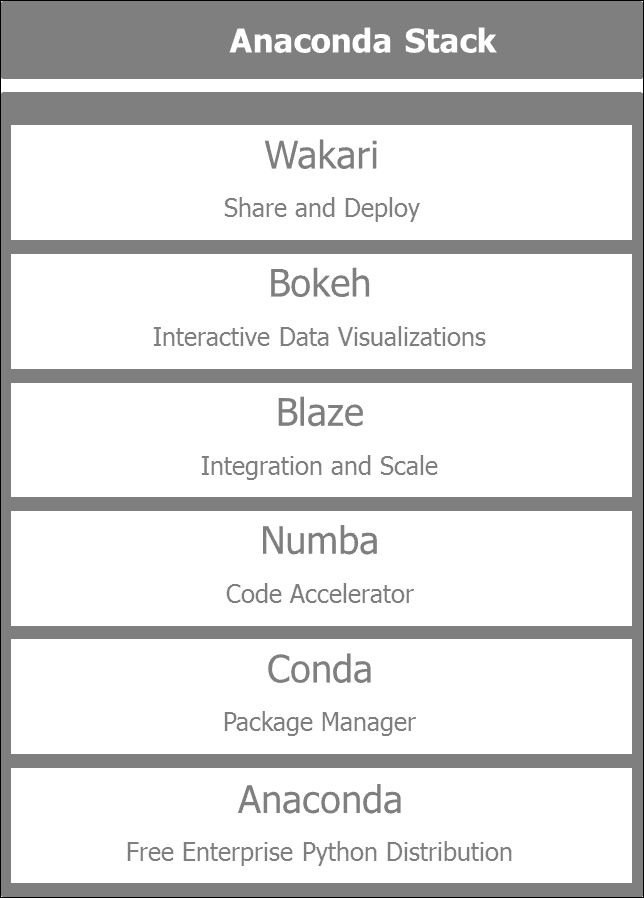 Anaconda Stack
Wakari
Share and Deploy
Bokeh
Interactive Data Visualizations
Blaze
Integration and Scale
Numba
Code Accelerator
Conda
Package Manager
Anaconda
Free Enterprise Python Distribution